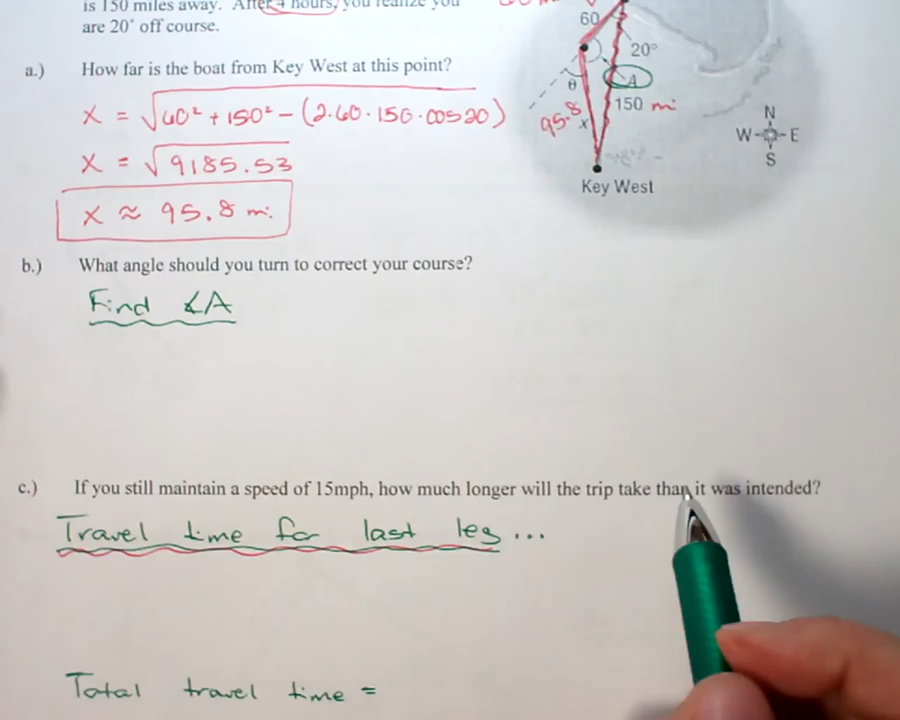 is 150 miles away. After 4 hours, you realize you
are 20° off course.
60
20°
A
θ
150 mi
95.8
x
N
W E
S
Key West
a.) How far is the boat from Key West at this point?
x = √60² + 150² - (2·60·150·cos20)
x = √9185.53
x ≈ 95.8 mi.
b.) What angle should you turn to correct your course?
Find ∡A
c.) If you still maintain a speed of 15mph, how much longer will the trip take than it was intended?
Travel time for last leg ...
Total travel time =